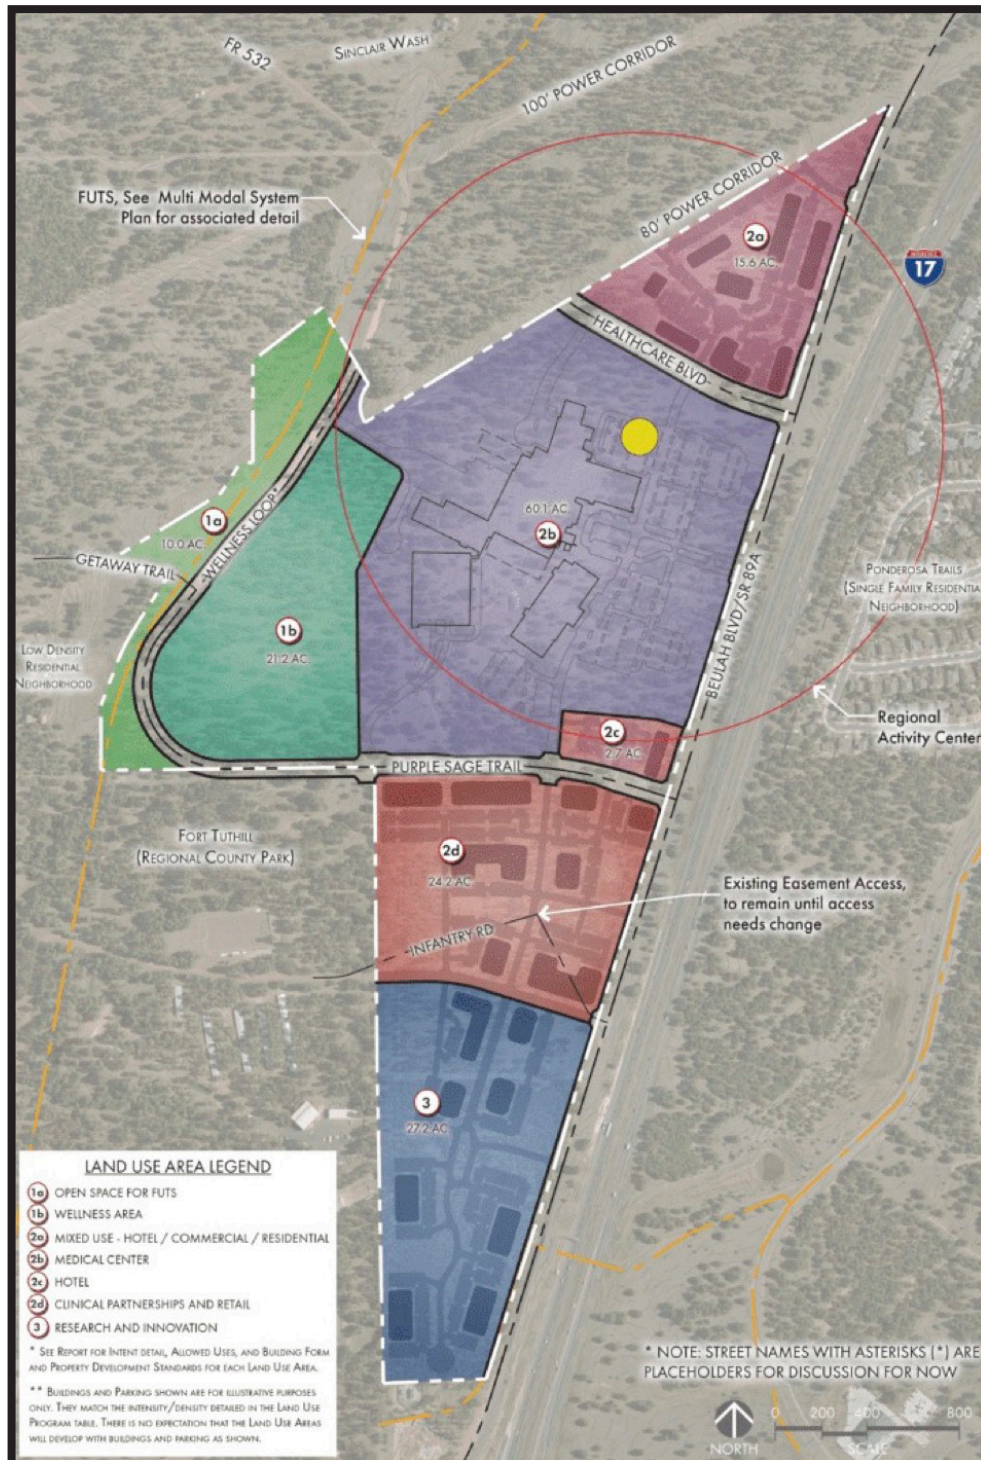 FR 532
SINCLAIR WASH
100' POWER CORRIDOR
FUTS, See Multi Modal System
Plan for associated detail
80' POWER CORRIDOR
2a
15.6 AC.
INTERSTATE
17
HEALTHCARE BLVD
1a
10.0 AC.
WELLNESS LOOP*
GETAWAY TRAIL
60.1 AC.
2b
1b
21.2 AC.
BEULAH BLVD/SR 89A
PONDEROSA TRAILS
(SINGLE FAMILY RESIDENTIA
NEIGHBORHOOD)
LOW DENSITY
RESIDENTIAL
NEIGHBORHOOD
Regional
Activity Center
2c
2.7 AC.
PURPLE SAGE TRAIL
FORT TUTHILL
(REGIONAL COUNTY PARK)
2d
24.2 AC.
Existing Easement Access,
to remain until access
needs change
INFANTRY RD
3
27.2 AC.
LAND USE AREA LEGEND
1a OPEN SPACE FOR FUTS
1b WELLNESS AREA
2a MIXED USE - HOTEL / COMMERCIAL / RESIDENTIAL
2b MEDICAL CENTER
2c HOTEL
2d CLINICAL PARTNERSHIPS AND RETAIL
3 RESEARCH AND INNOVATION
* SEE REPORT FOR INTENT DETAIL, ALLOWED USES, AND BUILDING FORM
AND PROPERTY DEVELOPMENT STANDARDS FOR EACH LAND USE AREA.
** BUILDINGS AND PARKING SHOWN ARE FOR ILLUSTRATIVE PURPOSES
ONLY. THEY MATCH THE INTENSITY/DENSITY DETAILED IN THE LAND USE
PROGRAM TABLE. THERE IS NO EXPECTATION THAT THE LAND USE AREAS
WILL DEVELOP WITH BUILDINGS AND PARKING AS SHOWN.
* NOTE: STREET NAMES WITH ASTERISKS (*) ARE
PLACEHOLDERS FOR DISCUSSION FOR NOW
0 200 400 800
NORTH
SCALE